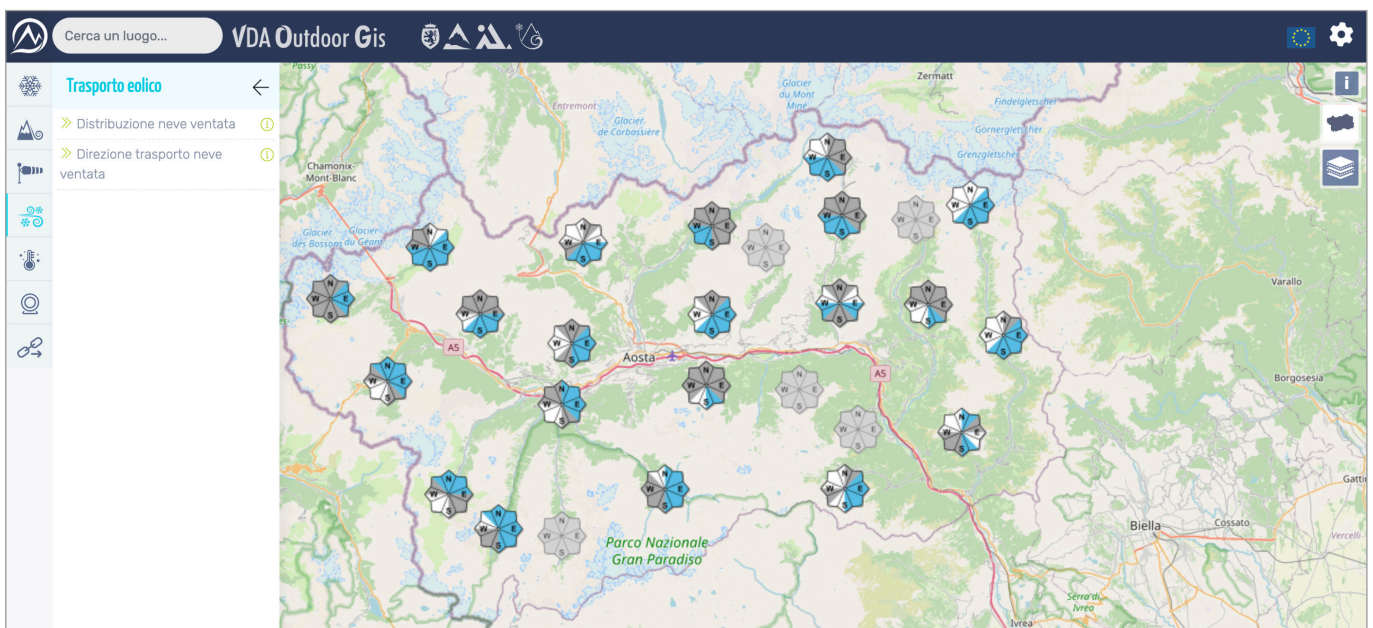 Cerca un luogo...
VDA Outdoor Gis
Trasporto eolico
Distribuzione neve ventata
Direzione trasporto neve
ventata
Passy
Zermatt
Glacier
du Mont
Miné
Findelgletscher
Entremont
Glacier
de Corbassière
Gornergletscher
Grenzgletscher
Chamonix-
Mont-Blanc
Glacier
des Bossons
Glacier
du Géant
Varallo
A5
Aosta
A5
Borgosesia
Gatti
Biella
Cossato
Vercelli
Parco Nazionale
Gran Paradiso
Serra di
Ivrea
Ivrea